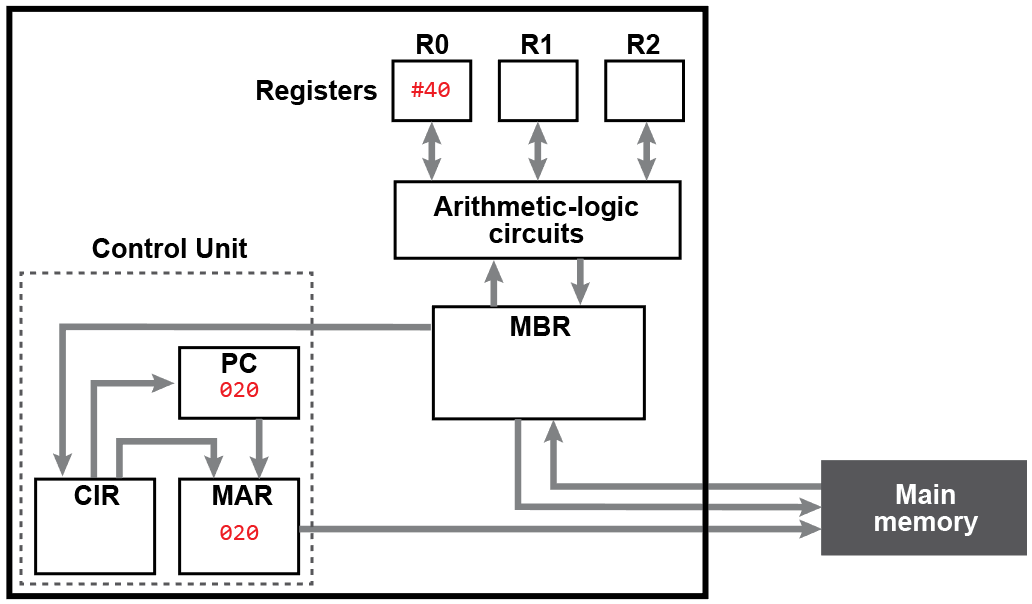 R0 R1 R2
Registers
#40
Arithmetic-logic
circuits
Control Unit
MBR
PC
020
CIR
MAR
020
Main
memory